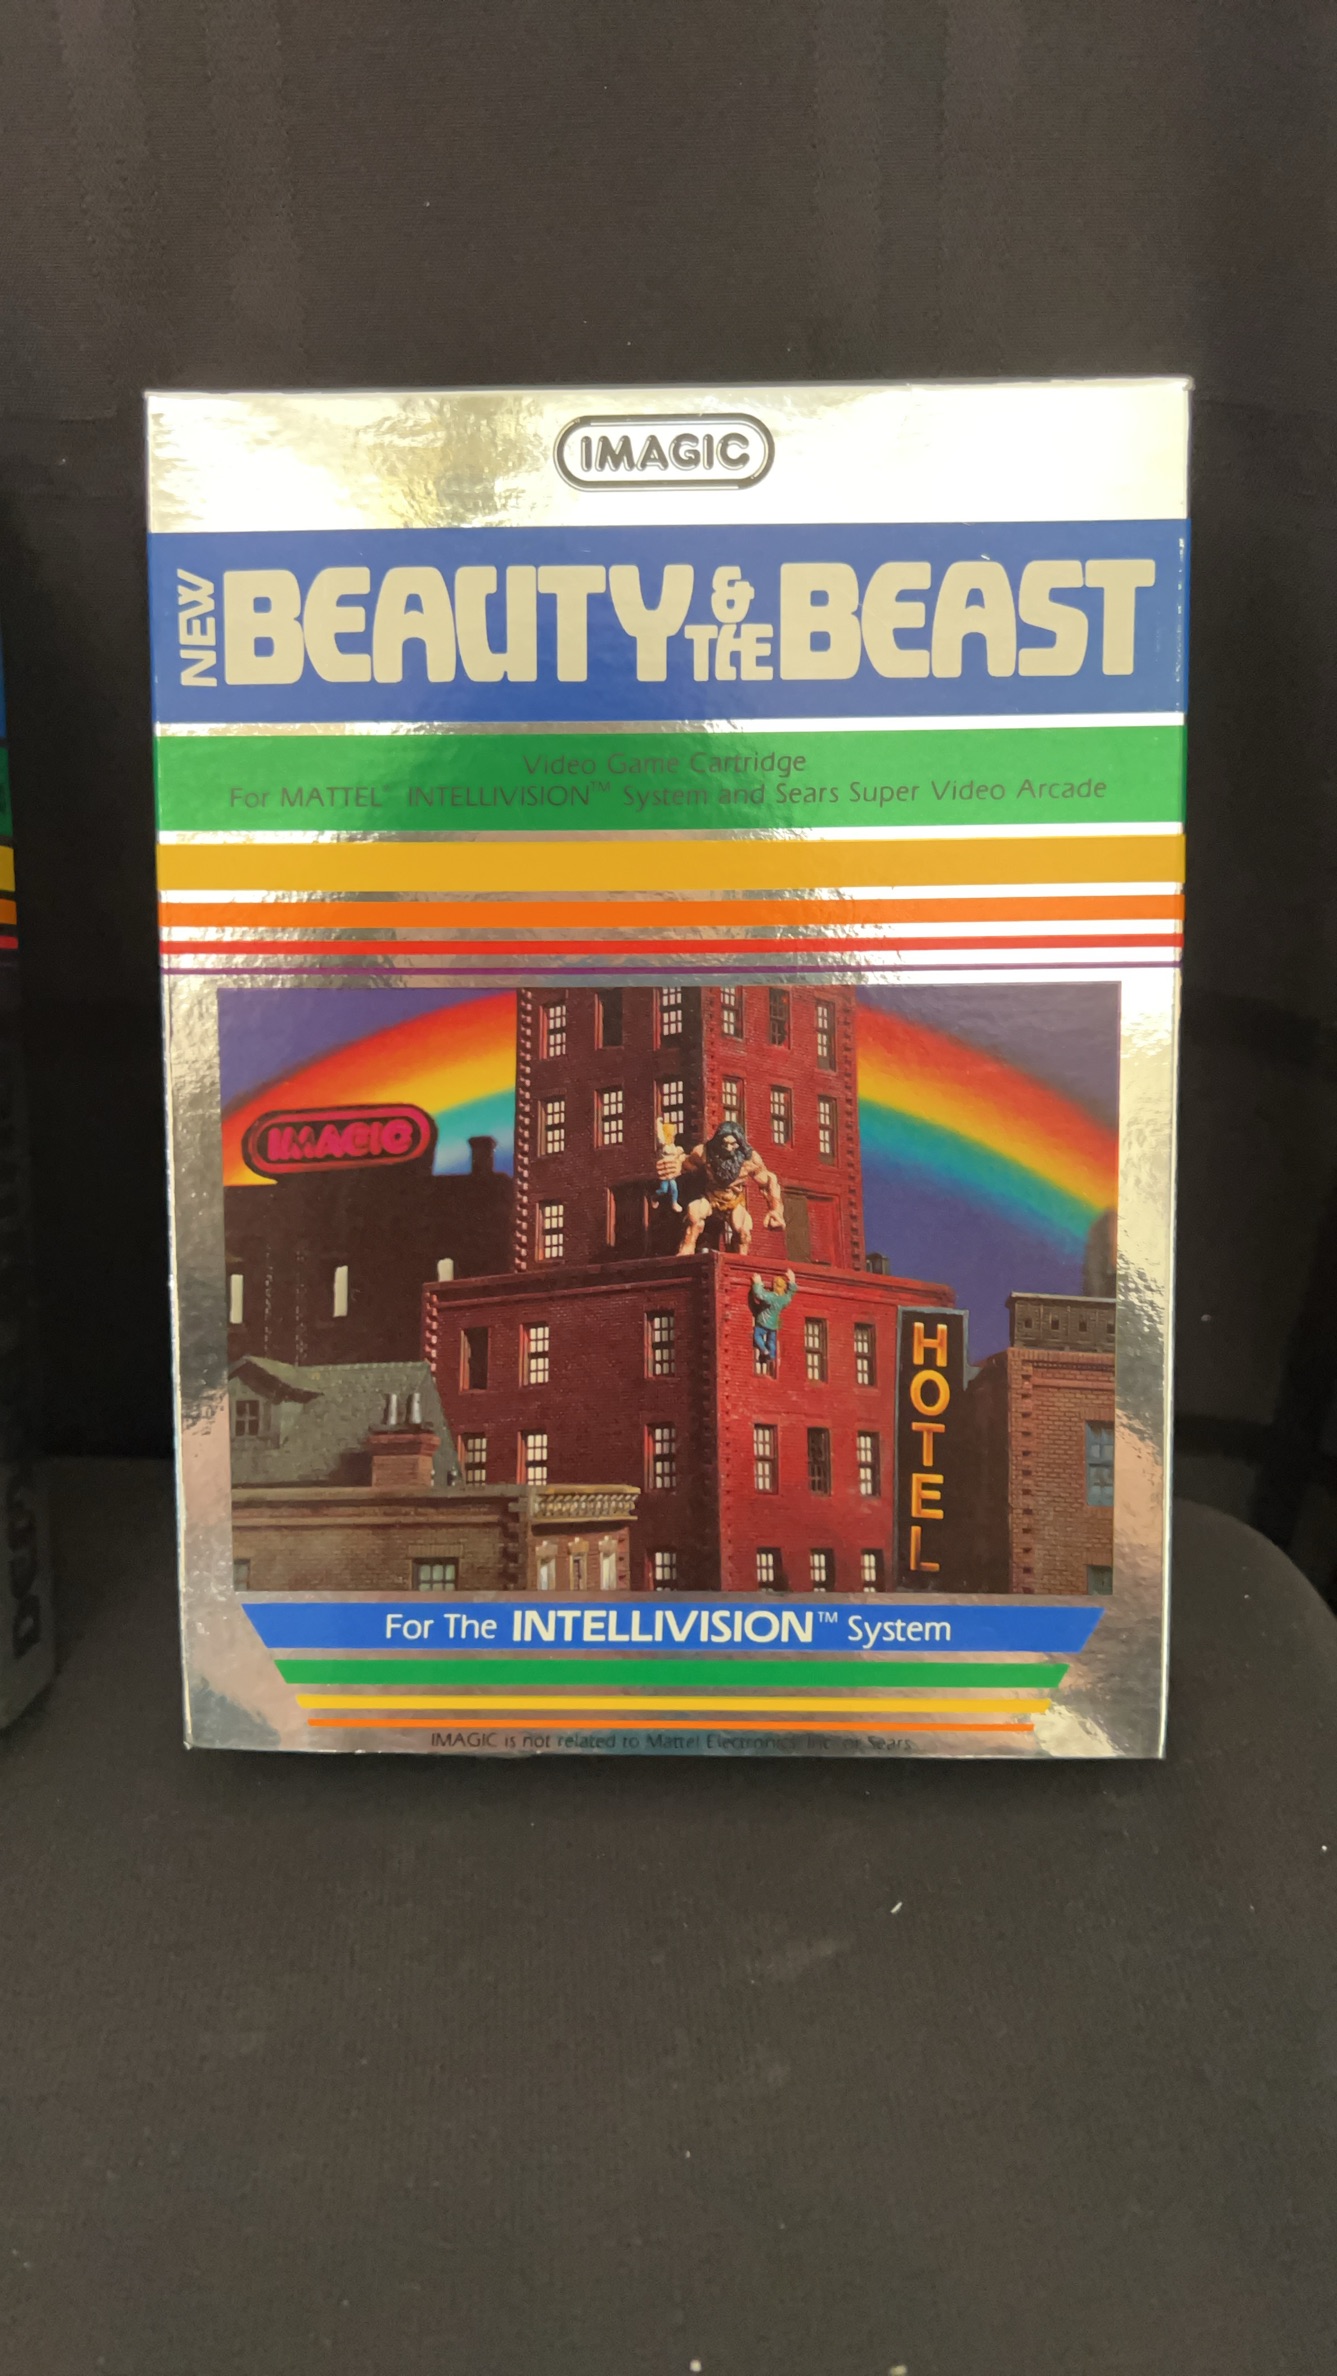 IMAGIC
NEW BEAUTY & THE BEAST
Video Game Cartridge
For MATTEL INTELLIVISION™ System and Sears Super Video Arcade
IMAGIC
HOTEL
For The INTELLIVISION™ System
IMAGIC is not related to Mattel Electronics, Inc. or Sears.